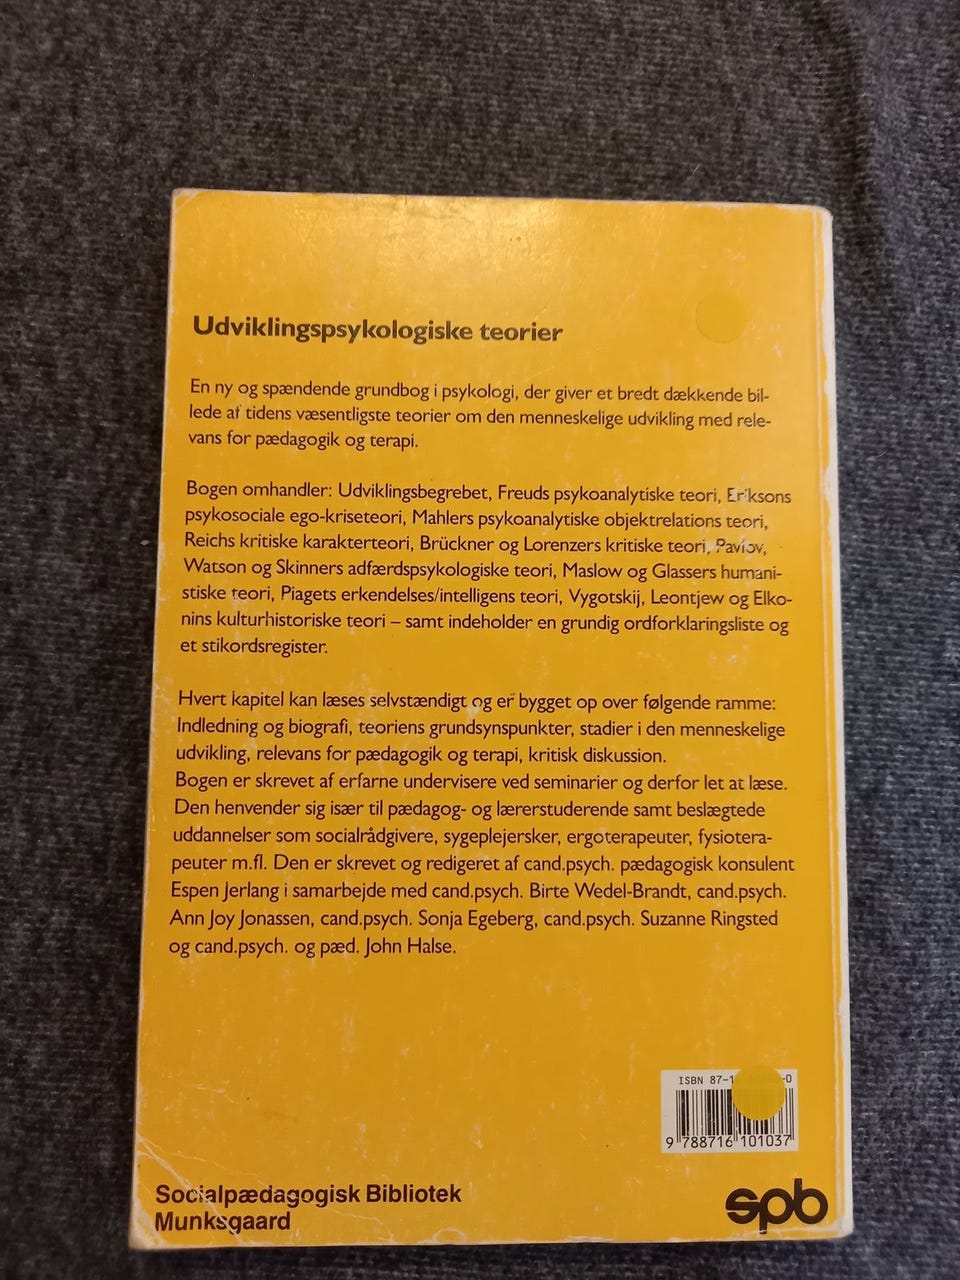 Udviklingspsykologiske teorier
En ny og spændende grundbog i psykologi, der giver et bredt dækkende bil-
lede af tidens væsentligste teorier om den menneskelige udvikling med rele-
vans for pædagogik og terapi.
Bogen omhandler: Udviklingsbegrebet, Freuds psykoanalytiske teori, Eriksons
psykosociale ego-kriseteori, Mahlers psykoanalytiske objektrelations teori,
Reichs kritiske karakterteori, Brückner og Lorenzers kritiske teori, Pavlov,
Watson og Skinners adfærdspsykologiske teori, Maslow og Glassers humani-
stiske teori, Piagets erkendelses/intelligens teori, Vygotskij, Leontjew og Elko-
nins kulturhistoriske teori – samt indeholder en grundig ordforklaringsliste og
et stikordsregister.
Hvert kapitel kan læses selvstændigt og er bygget op over følgende ramme:
Indledning og biografi, teoriens grundsynspunkter, stadier i den menneskelige
udvikling, relevans for pædagogik og terapi, kritisk diskussion.
Bogen er skrevet af erfarne undervisere ved seminarier og derfor let at læse.
Den henvender sig især til pædagog- og lærerstuderende samt beslægtede
uddannelser som socialrådgivere, sygeplejersker, ergoterapeuter, fysiotera-
peuter m.fl. Den er skrevet og redigeret af cand.psych. pædagogisk konsulent
Espen Jerlang i samarbejde med cand.psych. Birte Wedel-Brandt, cand.psych.
Ann Joy Jonassen, cand.psych. Sonja Egeberg, cand.psych. Suzanne Ringsted
og cand.psych. og pæd. John Halse.
ISBN 87-1
9 788716 101037
Socialpædagogisk Bibliotek
Munksgaard
spb